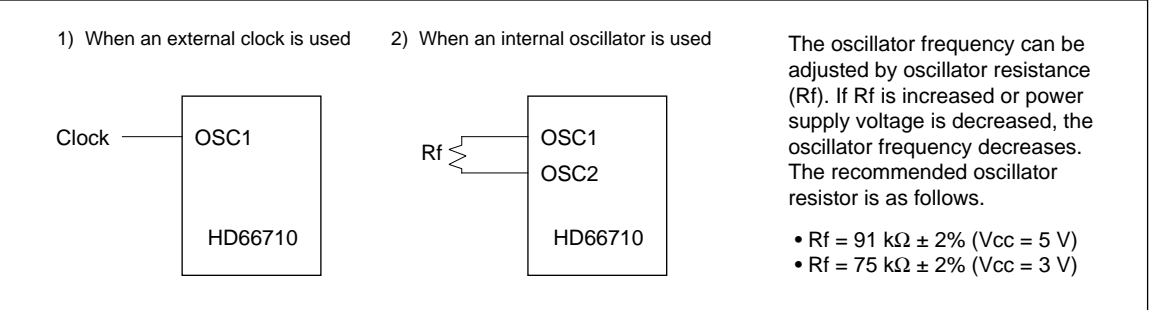 1) When an external clock is used
Clock
OSC1
HD66710
2) When an internal oscillator is used
Rf
OSC1
OSC2
HD66710
The oscillator frequency can be
adjusted by oscillator resistance
(Rf). If Rf is increased or power
supply voltage is decreased, the
oscillator frequency decreases.
The recommended oscillator
resistor is as follows.
• Rf = 91 kΩ ± 2% (Vcc = 5 V)
• Rf = 75 kΩ ± 2% (Vcc = 3 V)